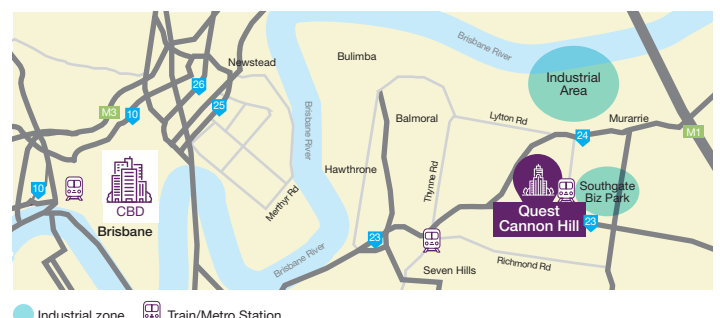 Brisbane River
Bulimba
Newstead
Industrial
Area
26
25
M3
10
Lytton Rd
Murarrie
M1
24
Balmoral
Brisbane River
Hawthrone
Thynne Rd
10
CBD
Brisbane
Merthyr Rd
Southgate
Biz Park
Quest
Cannon Hill
23
23
Brisbane River
Seven Hills
Richmond Rd
Industrial zone
Train/Metro Station